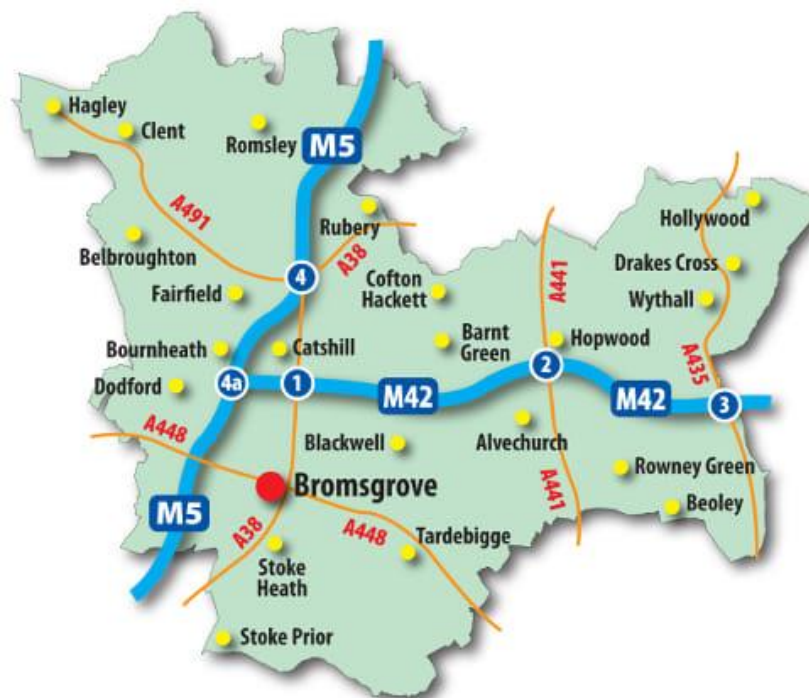 Hagley
Clent
Romsley
M5
A491
Rubery
A38
Hollywood
Belbroughton
4
Cofton
Hackett
A441
Drakes Cross
Fairfield
Wythall
Bournheath
Catshill
Barnt
Green
Hopwood
A435
Dodford
4a
1
M42
2
M42
3
A448
Blackwell
Alvechurch
Rowney Green
Bromsgrove
A441
Beoley
M5
A38
A448
Tardebigge
Stoke
Heath
Stoke Prior